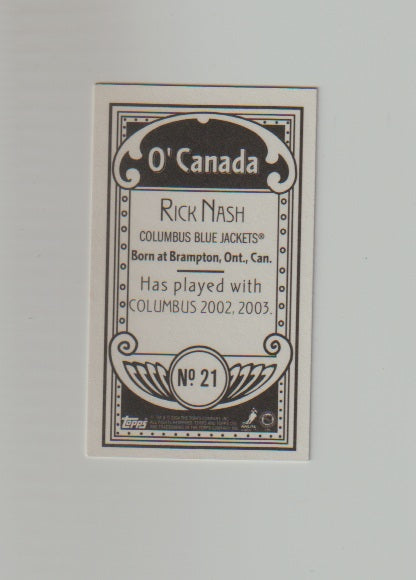 O' Canada
RICK NASH
COLUMBUS BLUE JACKETS®
Born at Brampton, Ont., Can.
Has played with
COLUMBUS 2002, 2003.
Nº 21
topps